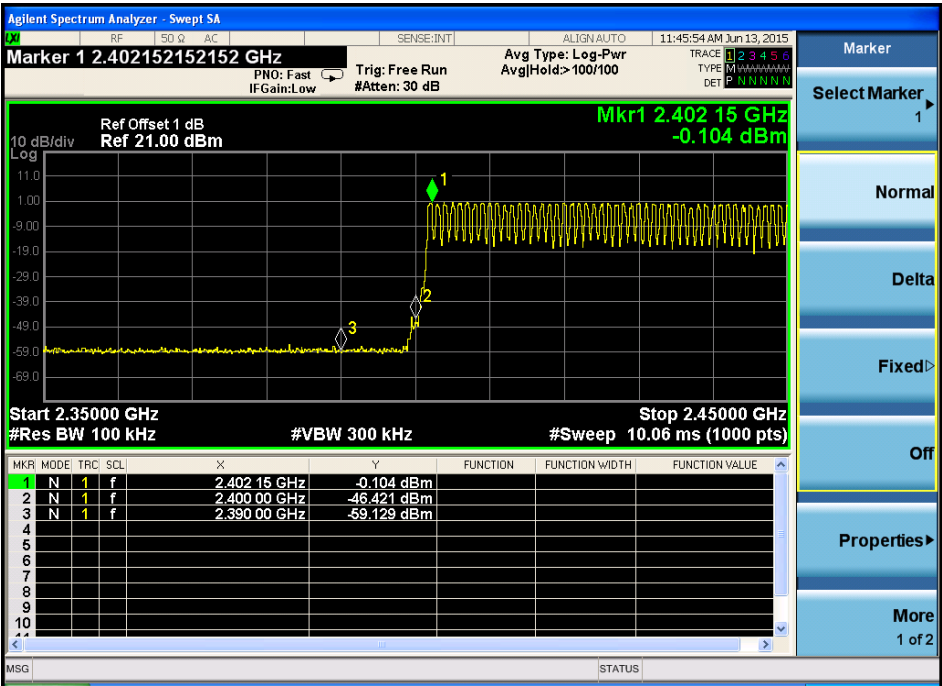 Agilent Spectrum Analyzer - Swept SA
LXI RF 50 Ω AC SENSE:INT ALIGN AUTO 11:45:54 AM Jun 13, 2015
Marker 1 2.402152152152 GHz
PNO: Fast
IFGain:Low
Trig: Free Run
#Atten: 30 dB
Avg Type: Log-Pwr
Avg|Hold:>100/100
TRACE 1 2 3 4 5 6
TYPE M W W W W W
DET P N N N N N
Mkr1 2.402 15 GHz
-0.104 dBm
Ref Offset 1 dB
10 dB/div Ref 21.00 dBm
Log
11.0
1.00
-9.00
-19.0
-29.0
-39.0
-49.0
-59.0
-69.0
1
2
3
Start 2.35000 GHz Stop 2.45000 GHz
#Res BW 100 kHz #VBW 300 kHz #Sweep 10.06 ms (1000 pts)
MKR MODE TRC SCL X Y FUNCTION FUNCTION WIDTH FUNCTION VALUE
1 N 1 f 2.402 15 GHz -0.104 dBm
2 N 1 f 2.400 00 GHz -46.421 dBm
3 N 1 f 2.390 00 GHz -59.129 dBm
4
5
6
7
8
9
10
11
MSG STATUS
Marker
Select Marker
1
Normal
Delta
Fixed
Off
Properties
More
1 of 2